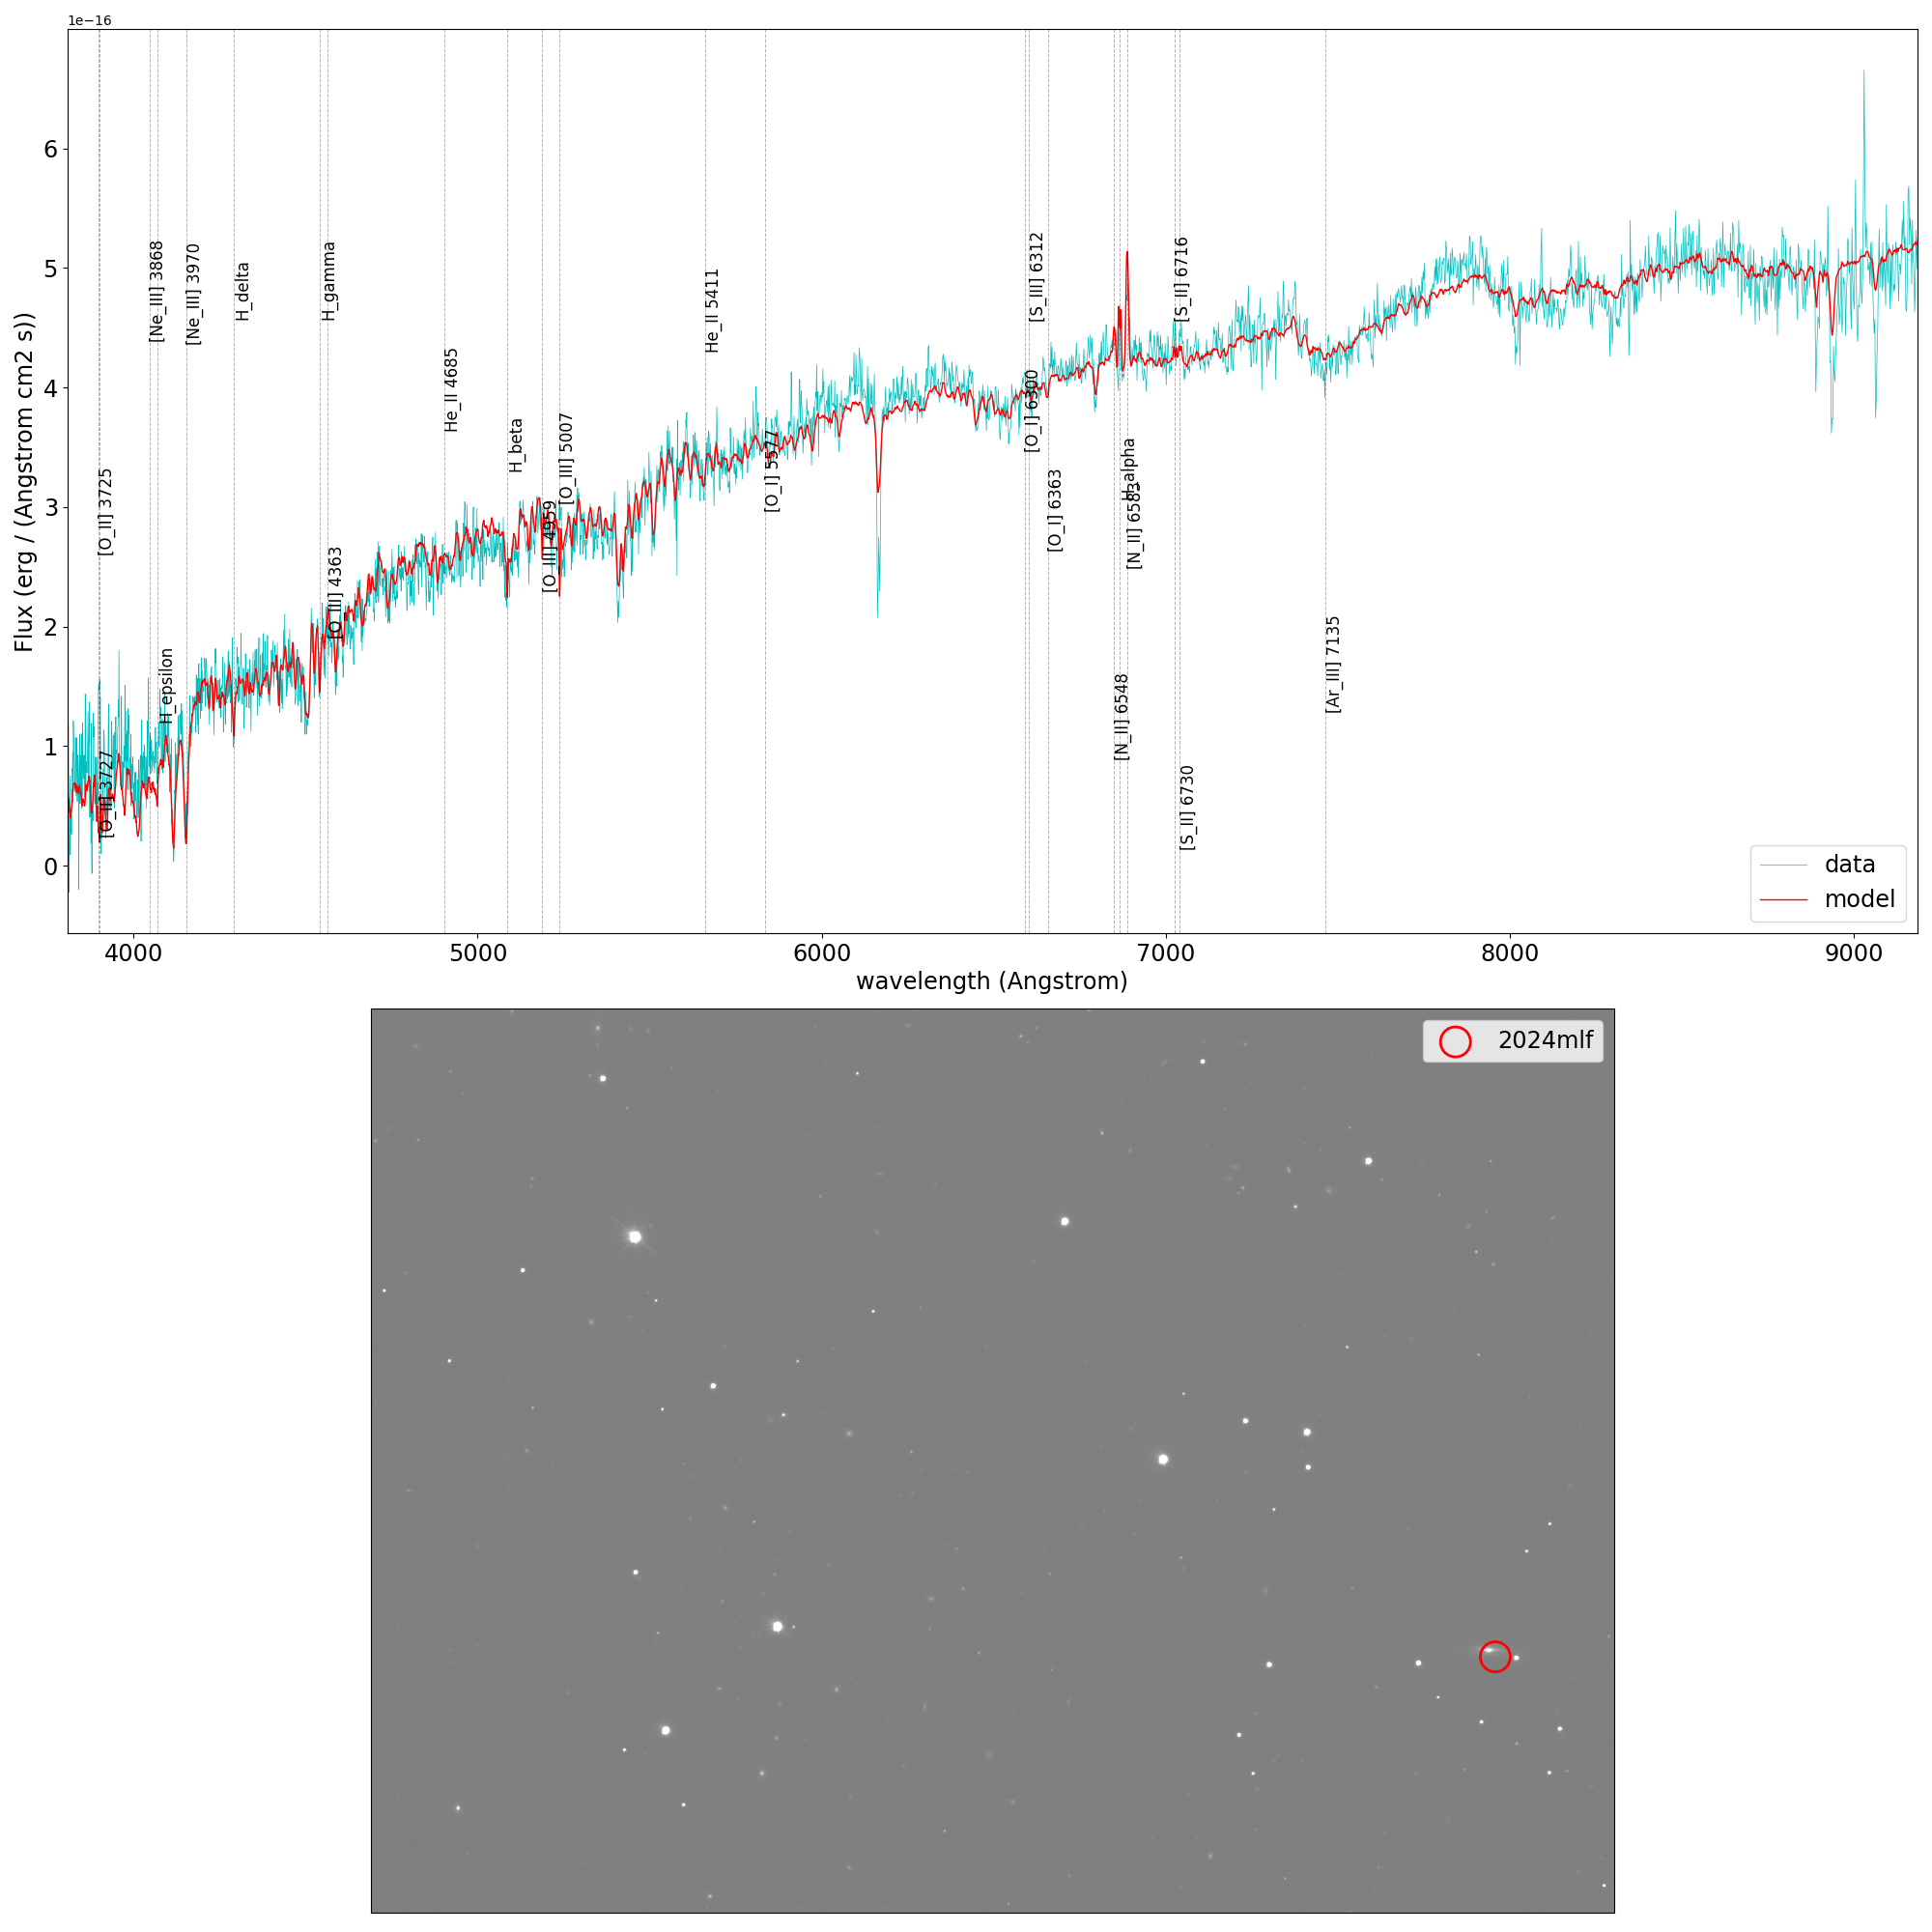 1e−16
Flux (erg / (Angstrom cm2 s))
6
5
4
3
2
1
0
[O_II] 3725
[O_II] 3727
[Ne_III] 3868
H_epsilon
[Ne_III] 3970
H_delta
H_gamma
[O_III] 4363
He_II 4685
H_beta
[O_III] 4959
[O_III] 5007
He_II 5411
[O_I] 5577
[O_I] 6300
[S_III] 6312
[O_I] 6363
[N_II] 6548
H_alpha
[N_II] 6583
[S_II] 6716
[S_II] 6730
[Ar_III] 7135
data
model
4000 5000 6000 7000 8000 9000
wavelength (Angstrom)
2024mlf